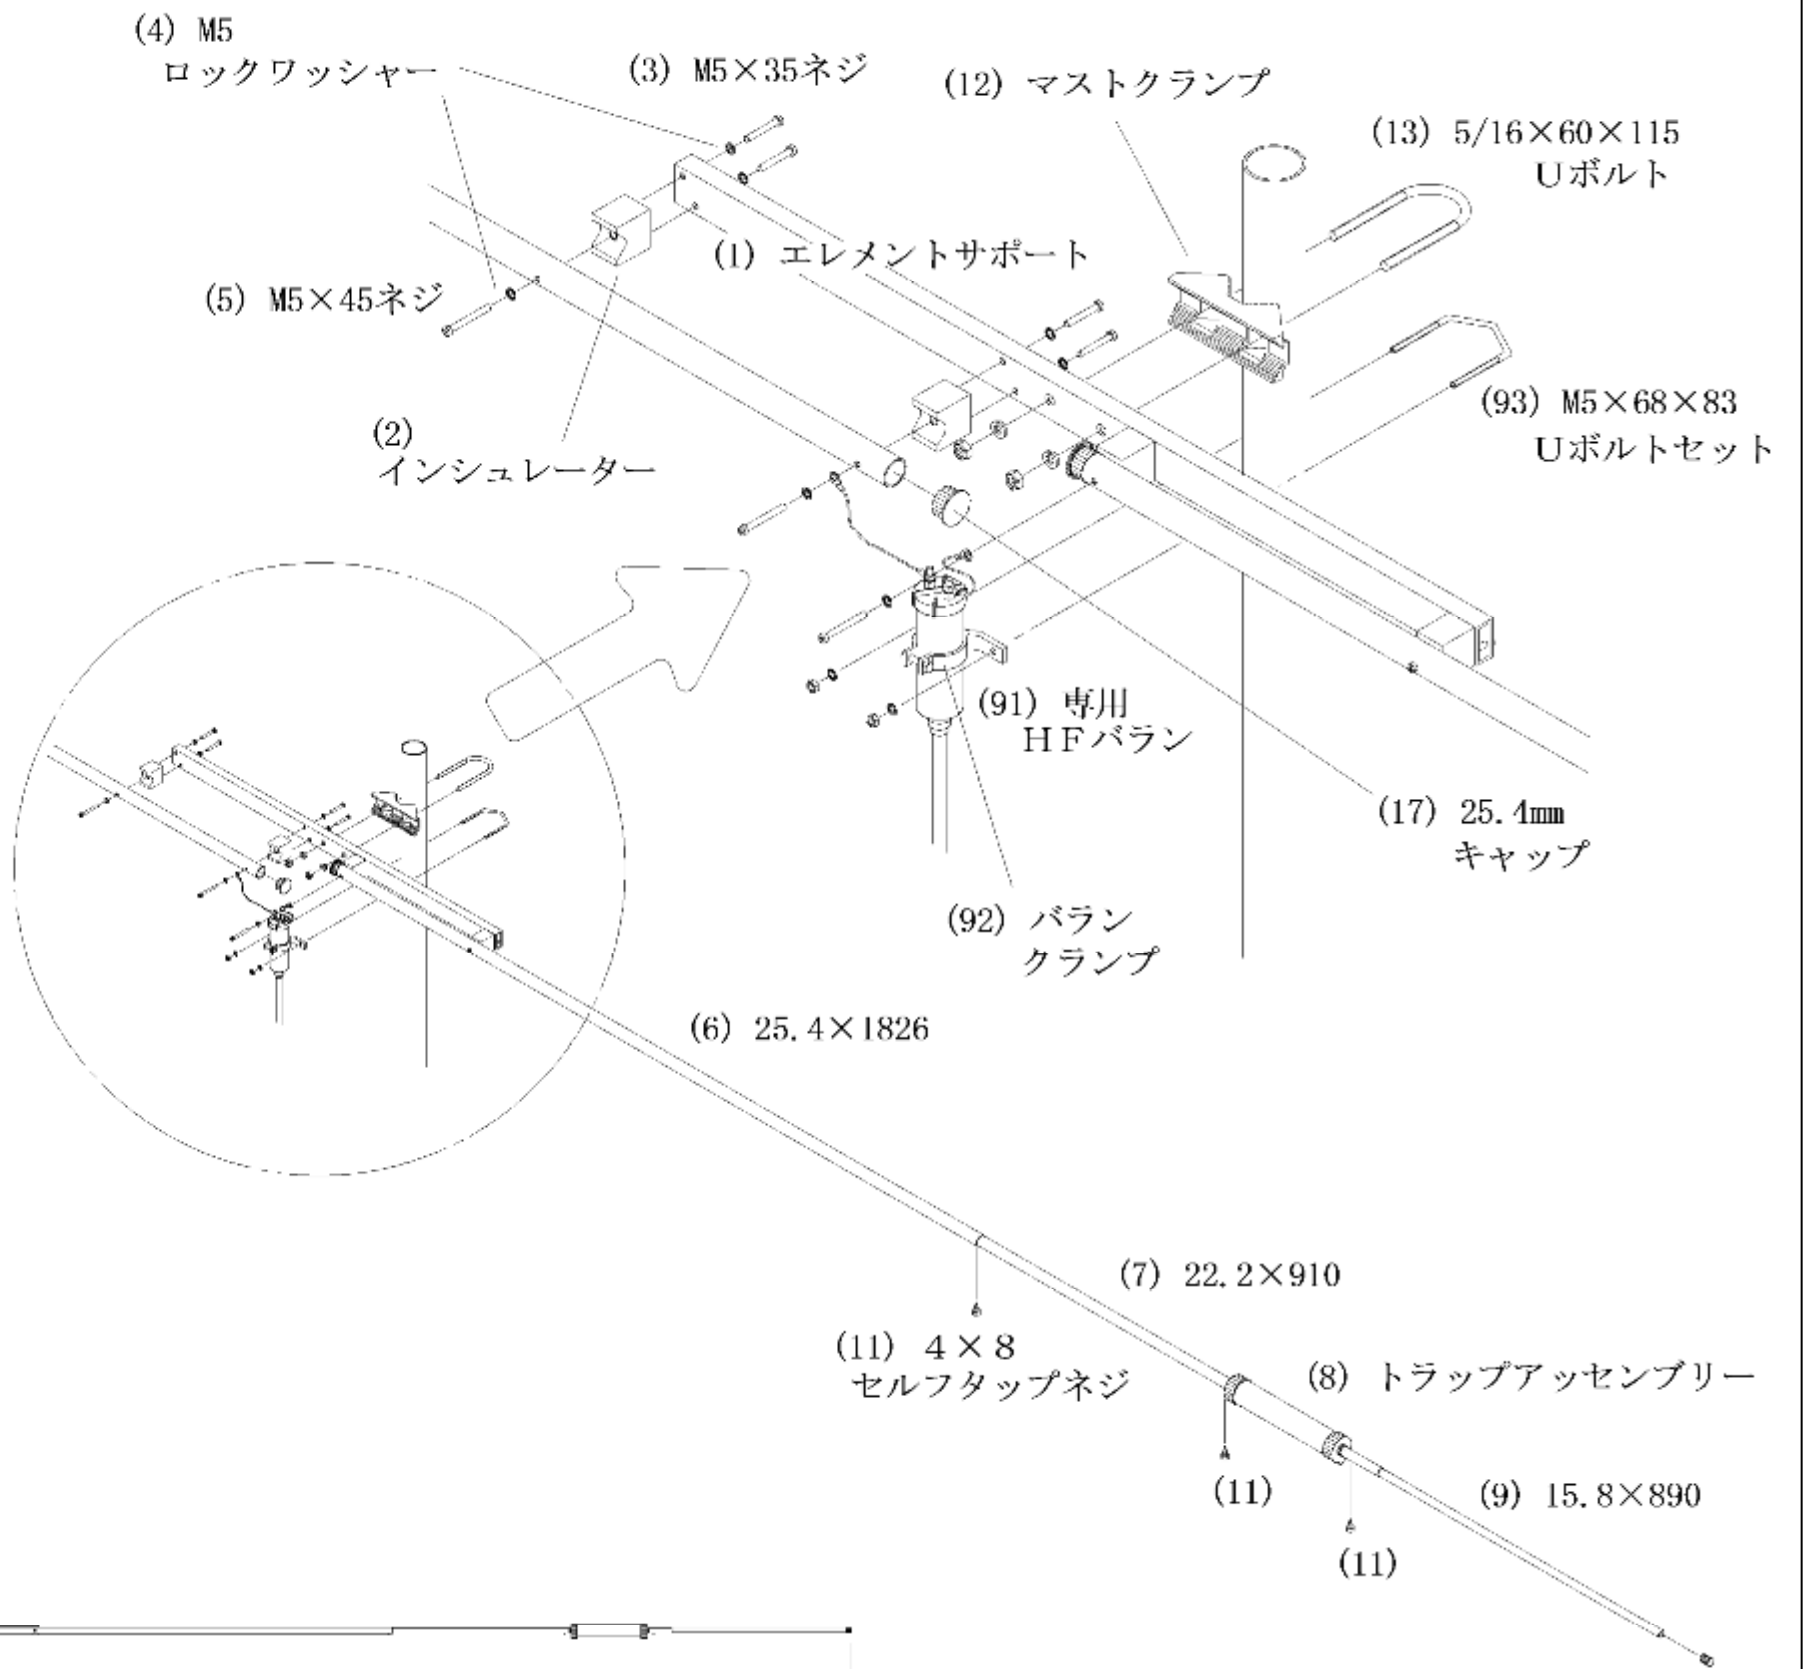 (4) M5
ロックワッシャー
(3) M5×35ネジ
(12) マストクランプ
(13) 5/16×60×115
Uボルト
(1) エレメントサポート
(5) M5×45ネジ
(2)
インシュレーター
(93) M5×68×83
Uボルトセット
(91) 専用
HFバラン
(17) 25.4mm
キャップ
(92) バラン
クランプ
(6) 25.4×1826
(7) 22.2×910
(11) 4×8
セルフタップネジ
(8) トラップアッセンブリー
(11)
(9) 15.8×890
(11)